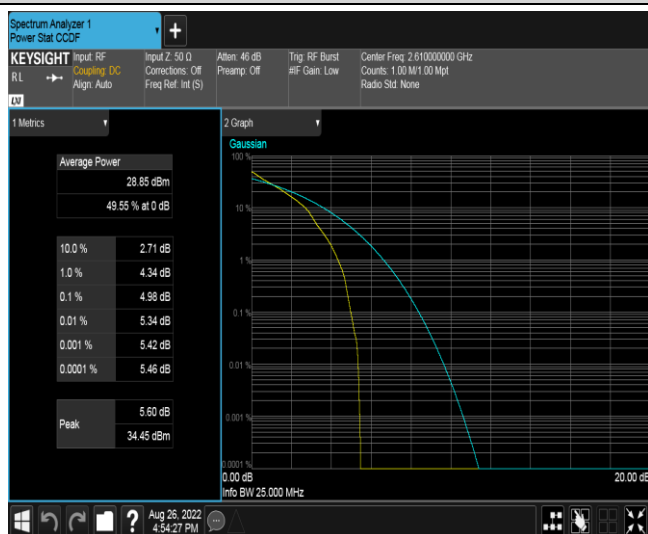 Spectrum Analyzer 1
Power Stat CCDF
+
KEYSIGHT
RL
LXI
Input: RF
Coupling: DC
Align: Auto
Input Z: 50 Ω
Corrections: Off
Freq Ref: Int (S)
Atten: 46 dB
Preamp: Off
Trig: RF Burst
#IF Gain: Low
Center Freq: 2.610000000 GHz
Counts: 1.00 M/1.00 Mpt
Radio Std: None
1 Metrics
Average Power
28.85 dBm
49.55 % at 0 dB
10.0 % 2.71 dB
1.0 % 4.34 dB
0.1 % 4.98 dB
0.01 % 5.34 dB
0.001 % 5.42 dB
0.0001 % 5.46 dB
Peak
5.60 dB
34.45 dBm
2 Graph
Gaussian
100 %
10 %
1 %
0.1 %
0.01 %
0.001 %
0.0001 %
0.00 dB 20.00 dB
Info BW 25.000 MHz
?
Aug 26, 2022
4:54:27 PM